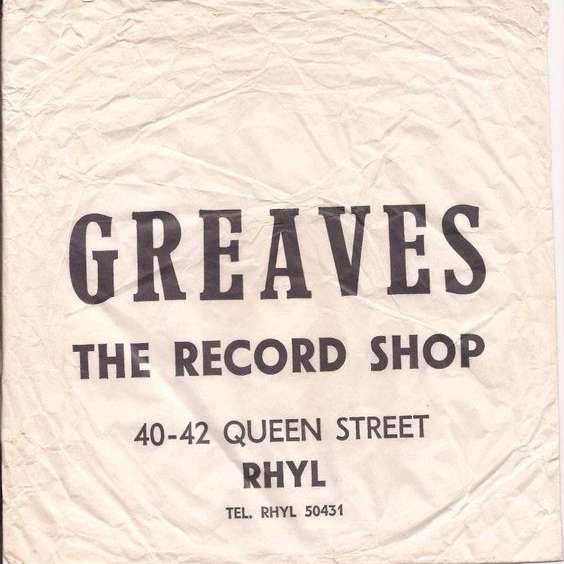 GREAVES
THE RECORD SHOP
40-42 QUEEN STREET
RHYL
TEL. RHYL 50431